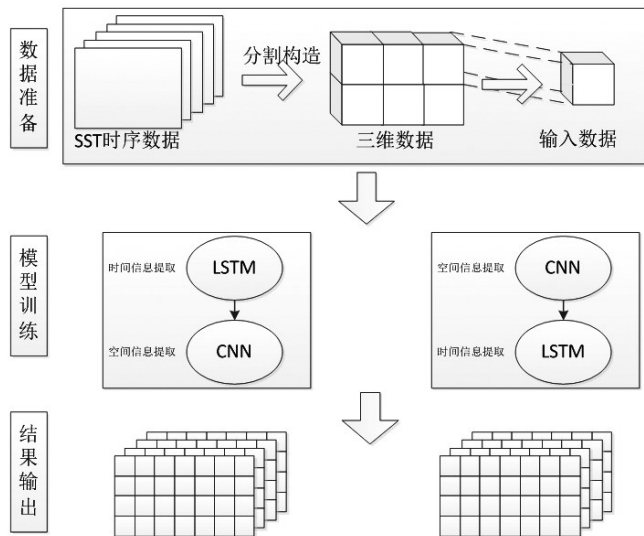 数据准备
分割构造
SST时序数据
三维数据
输入数据
模型训练
时间信息提取
LSTM
空间信息提取
CNN
空间信息提取
CNN
时间信息提取
LSTM
结果输出